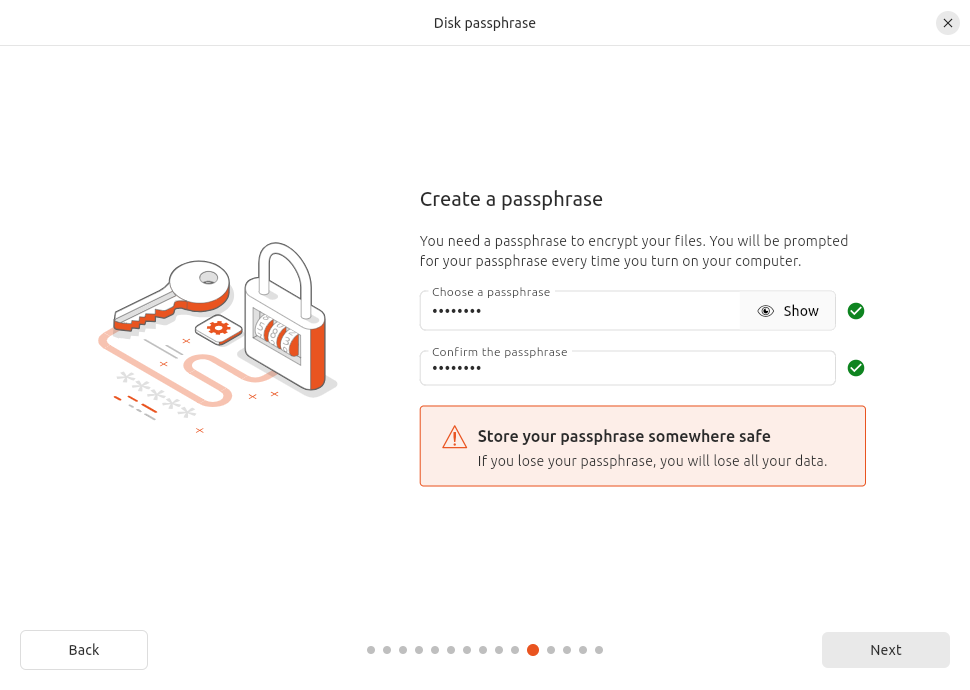 Disk passphrase
Create a passphrase
You need a passphrase to encrypt your files. You will be prompted
for your passphrase every time you turn on your computer.
Choose a passphrase
••••••••
Show
Confirm the passphrase
••••••••
Store your passphrase somewhere safe
If you lose your passphrase, you will lose all your data.
Back
Next